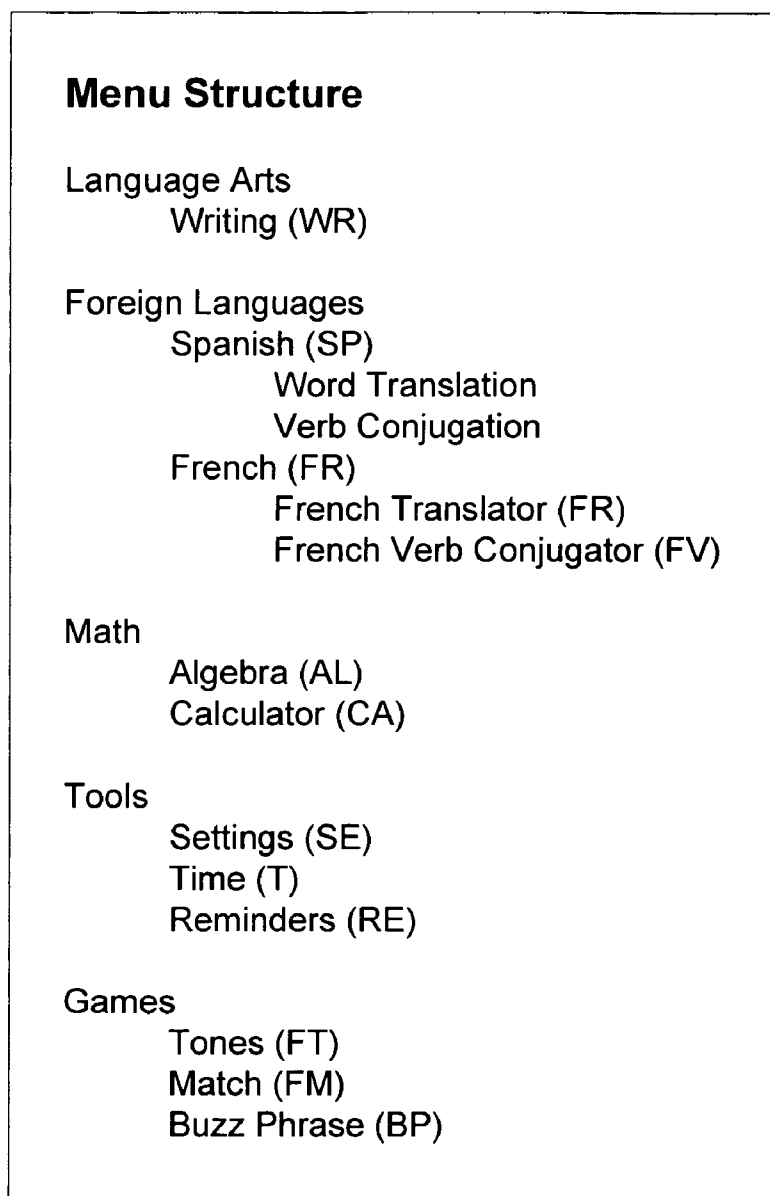 Menu Structure
Language Arts
Writing (WR)
Foreign Languages
Spanish (SP)
Word Translation
Verb Conjugation
French (FR)
French Translator (FR)
French Verb Conjugator (FV)
Math
Algebra (AL)
Calculator (CA)
Tools
Settings (SE)
Time (T)
Reminders (RE)
Games
Tones (FT)
Match (FM)
Buzz Phrase (BP)